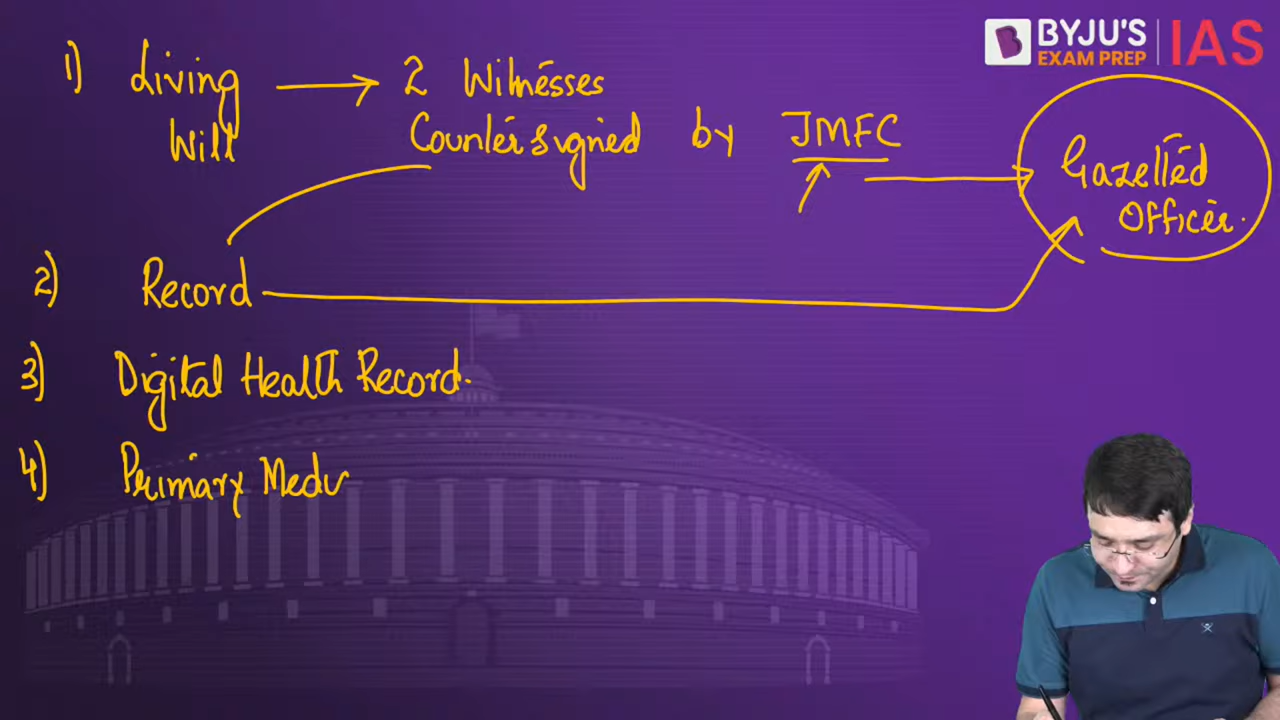 BYJU'S
EXAM PREP
IAS
1) Living Will → 2 Witnesses
Countersigned by JMFC → Gazetted Officer.
2) Record
3) Digital Health Record.
4) Primary Medi